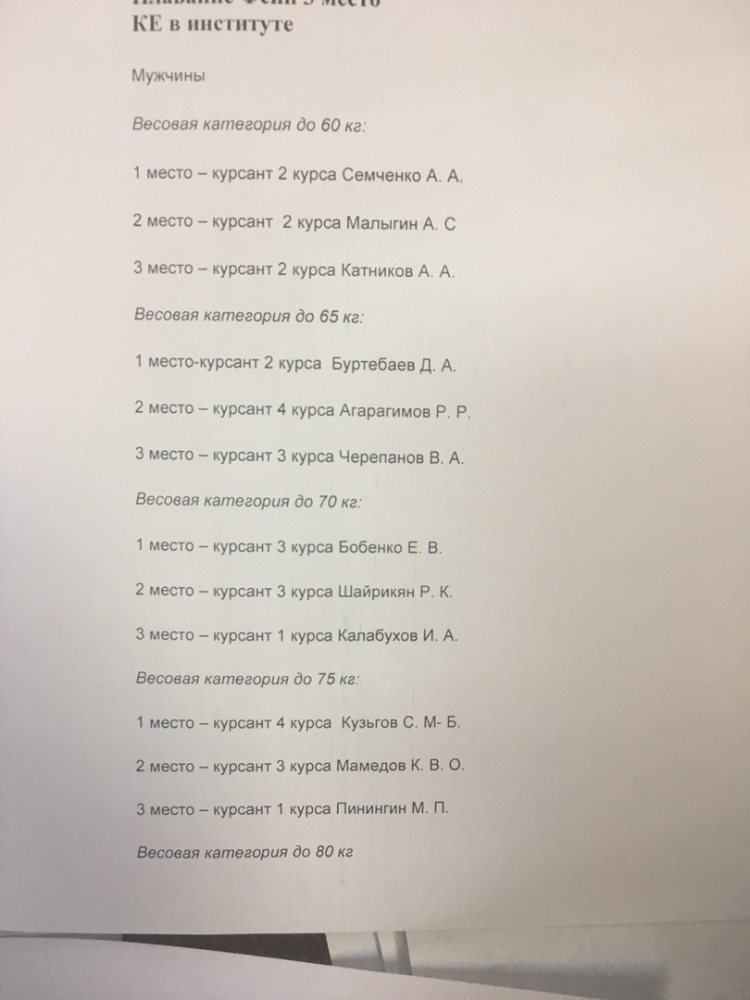 КЕ в институте
Мужчины
Весовая категория до 60 кг:
1 место – курсант 2 курса Семченко А. А.
2 место – курсант  2 курса Малыгин А. С
3 место – курсант 2 курса Катников А. А.
Весовая категория до 65 кг:
1 место-курсант 2 курса  Буртебаев Д. А.
2 место – курсант 4 курса Агарагимов Р. Р.
3 место – курсант 3 курса Черепанов В. А.
Весовая категория до 70 кг:
1 место – курсант 3 курса Бобенко Е. В.
2 место – курсант 3 курса Шайрикян Р. К.
3 место – курсант 1 курса Калабухов И. А.
Весовая категория до 75 кг:
1 место – курсант 4 курса  Кузьгов С. М- Б.
2 место – курсант 3 курса Мамедов К. В. О.
3 место – курсант 1 курса Пинингин М. П.
Весовая категория до 80 кг